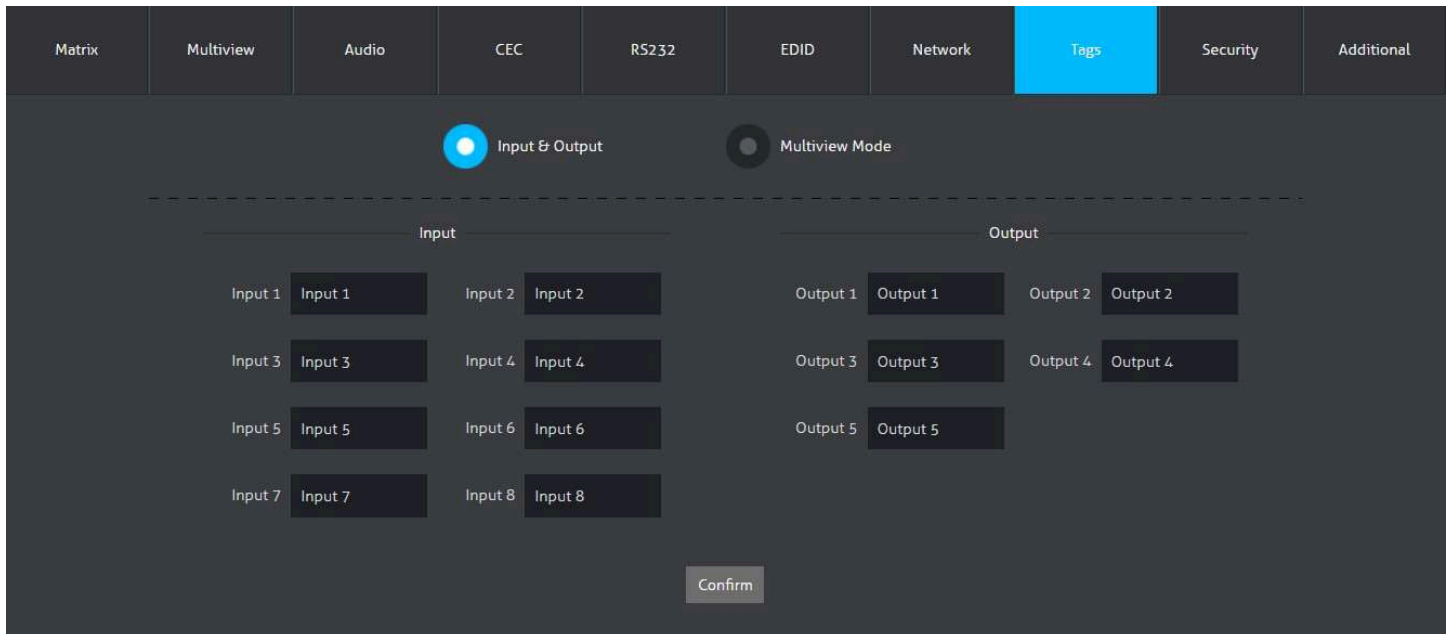 Matrix Multiview Audio CEC RS232 EDID Network Tags Security Additional
Input & Output Multiview Mode
Input Output
Input 1 Input 1 Input 2 Input 2 Output 1 Output 1 Output 2 Output 2
Input 3 Input 3 Input 4 Input 4 Output 3 Output 3 Output 4 Output 4
Input 5 Input 5 Input 6 Input 6 Output 5 Output 5
Input 7 Input 7 Input 8 Input 8
Confirm